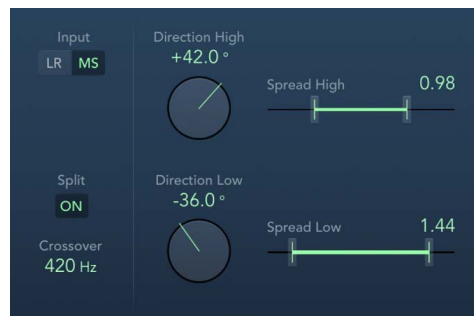 Input
LR MS
Direction High
+42.0 °
Spread High 0.98
Split
ON
Crossover
420 Hz
Direction Low
-36.0 °
Spread Low 1.44